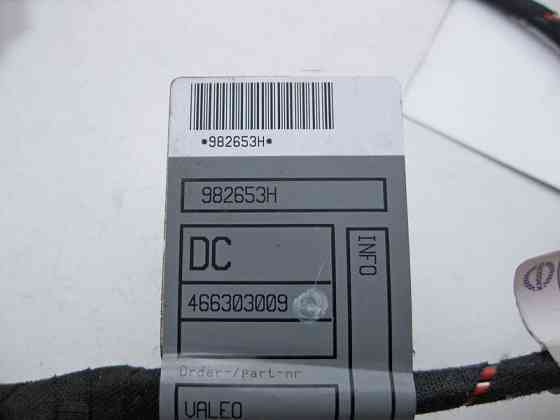 *982653H*
982653H
DC
INFO
466303009
Order-/part-nr
VALEO